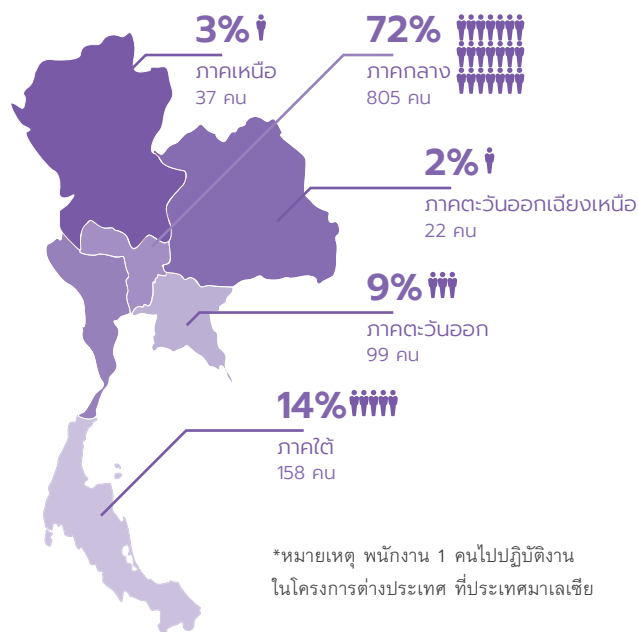 3%
ภาคเหนือ
37 คน
72%
ภาคกลาง
805 คน
2%
ภาคตะวันออกเฉียงเหนือ
22 คน
9%
ภาคตะวันออก
99 คน
14%
ภาคใต้
158 คน
*หมายเหตุ พนักงาน 1 คนไปปฏิบัติงาน
ในโครงการต่างประเทศ ที่ประเทศมาเลเซีย